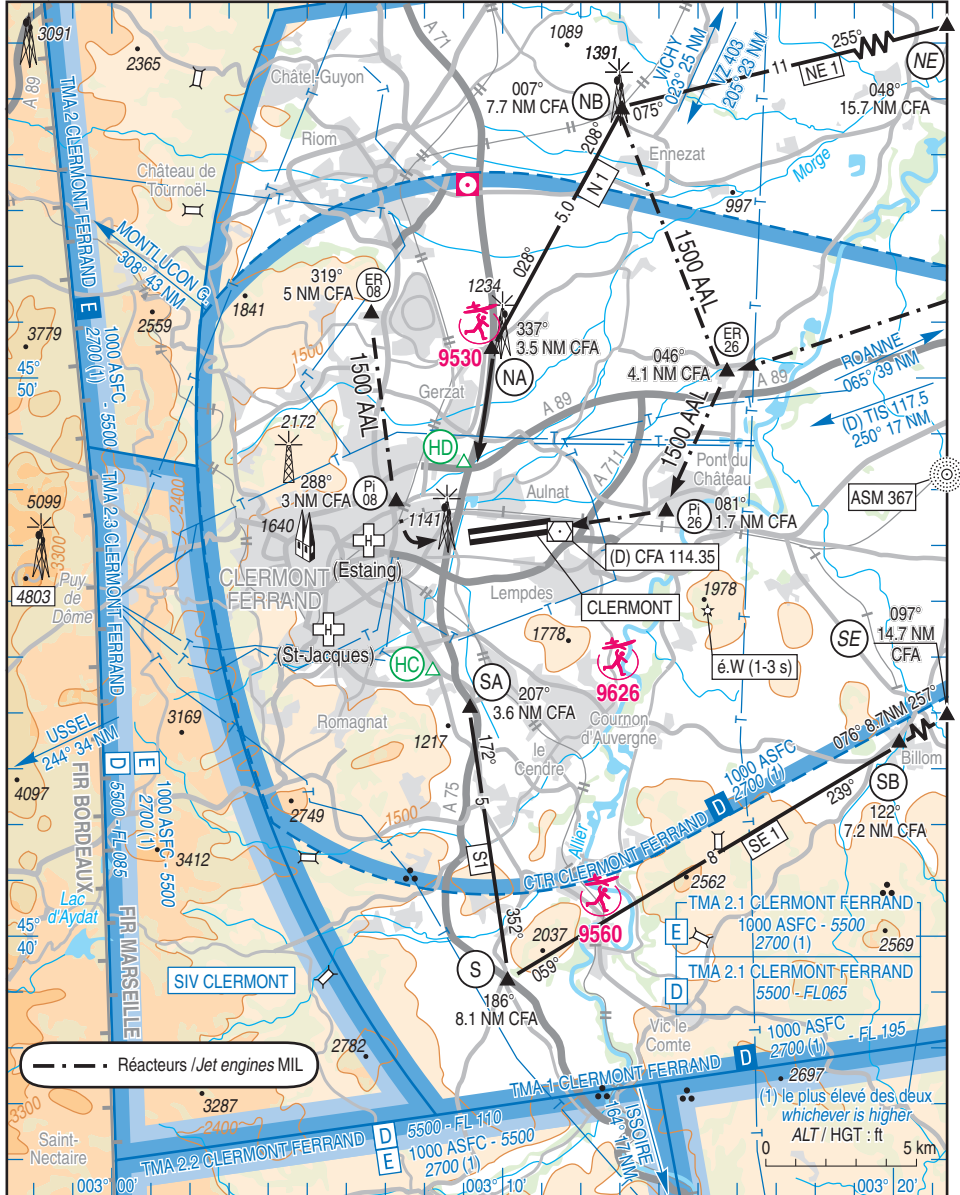 3091
2365
A 89
Châtel-Guyon
A 71
1089
1391
VICHY
023° 25 NM
VZ 403
205° 23 NM
255°
11
NE 1
NE
048°
15.7 NM CFA
007°
7.7 NM CFA
NB
075°
208°
Riom
Ennezat
Morge
Château de
Tournoël
TMA2 CLERMONT FERRAND
5.0
N 1
997
MONTLUCON G.
308° 43 NM
028°
1500 AAL
319°
5 NM CFA
ER
08
1234
1841
E
1000 ASFC - 5500
2700 (1)
2559
3779
9530
337°
3.5 NM CFA
NA
ER
26
046°
4.1 NM CFA
ROANNE
065° 39 NM
45°
50'
1500
1500 AAL
Gerzat
A 89
A 89
(D) TIS 117.5
250° 17 NM
1500 AAL
2172
HD
A 711
Pont du
Château
288°
3 NM CFA
Pi
08
Aulnat
ASM 367
5099
2400
TMA 2.3 CLERMONT FERRAND
1640
1141
Pi
26
081°
1.7 NM CFA
3300
4803
Puy
de
Dôme
H
(Estaing)
(D) CFA 114.35
CLERMONT
FERRAND
Lempdes
CLERMONT
1978
097°
14.7 NM
CFA
SE
H
(St-Jacques)
1778
é.W (1-3 s)
HC
9626
SA
207°
3.6 NM CFA
USSEL
244° 34 NM
3169
Romagnat
1217
Cournon
d'Auvergne
172°
le
Cendre
076° 8.7NM 257°
Billom
4097
FIR BORDEAUX
D
E
5500 - FL 085
1000 ASFC - 5500
2700 (1)
2749
1500
A 75
5
S1
1000 ASFC
2700 (1)
D
239°
SB
122°
7.2 NM CFA
3412
Allier
CTR CLERMONT FERRAND
8
SE 1
2562
Lac
d'Aydat
FIR MARSEILLE
352°
9560
TMA 2.1 CLERMONT FERRAND
E
1000 ASFC - 5500
2700 (1)
2569
45°
40'
2037
059°
S
SIV CLERMONT
TMA 2.1 CLERMONT FERRAND
D
5500 - FL065
186°
8.1 NM CFA
Vic le
Comte
2782
1000 ASFC
2700 (1)
- FL 195
Réacteurs / Jet engines MIL
TMA 1 CLERMONT FERRAND
D
2697
(1) le plus élevé des deux
whichever is higher
ALT / HGT : ft
3300
3287
2400
ISSOIRE
164° 17 NM
0
5 km
Saint-
Nectaire
TMA 2.2 CLERMONT FERRAND
D
E
5500 - FL 110
1000 ASFC - 5500
2700 (1)
003° 00'
003° 10'
003° 20'